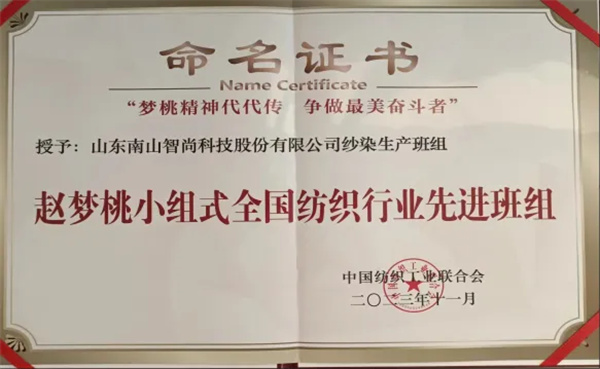 命名证书
Name Certificate
“梦桃精神代代传 争做最美奋斗者”
授予：山东南山智尚科技股份有限公司纱染生产班组
赵梦桃小组式全国纺织行业先进班组
中国纺织工业联合会
二〇二三年十一月